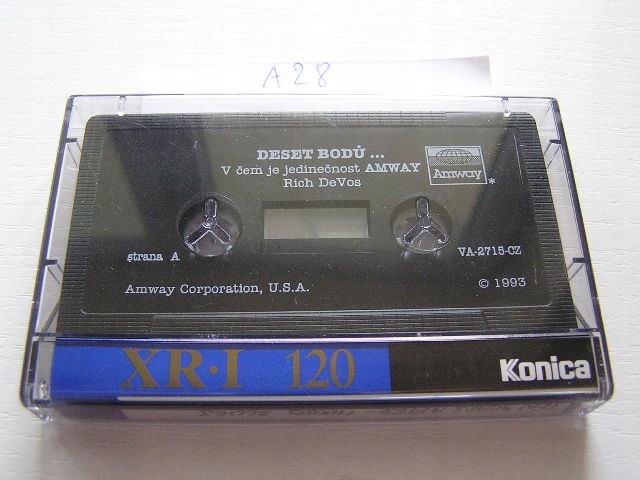 A28
DESET BODŮ ...
V čem je jedinečnost AMWAY
Rich DeVos
Amway
*
strana A
VA-2715-CZ
Amway Corporation, U.S.A.
© 1993
XR·I 120
Konica